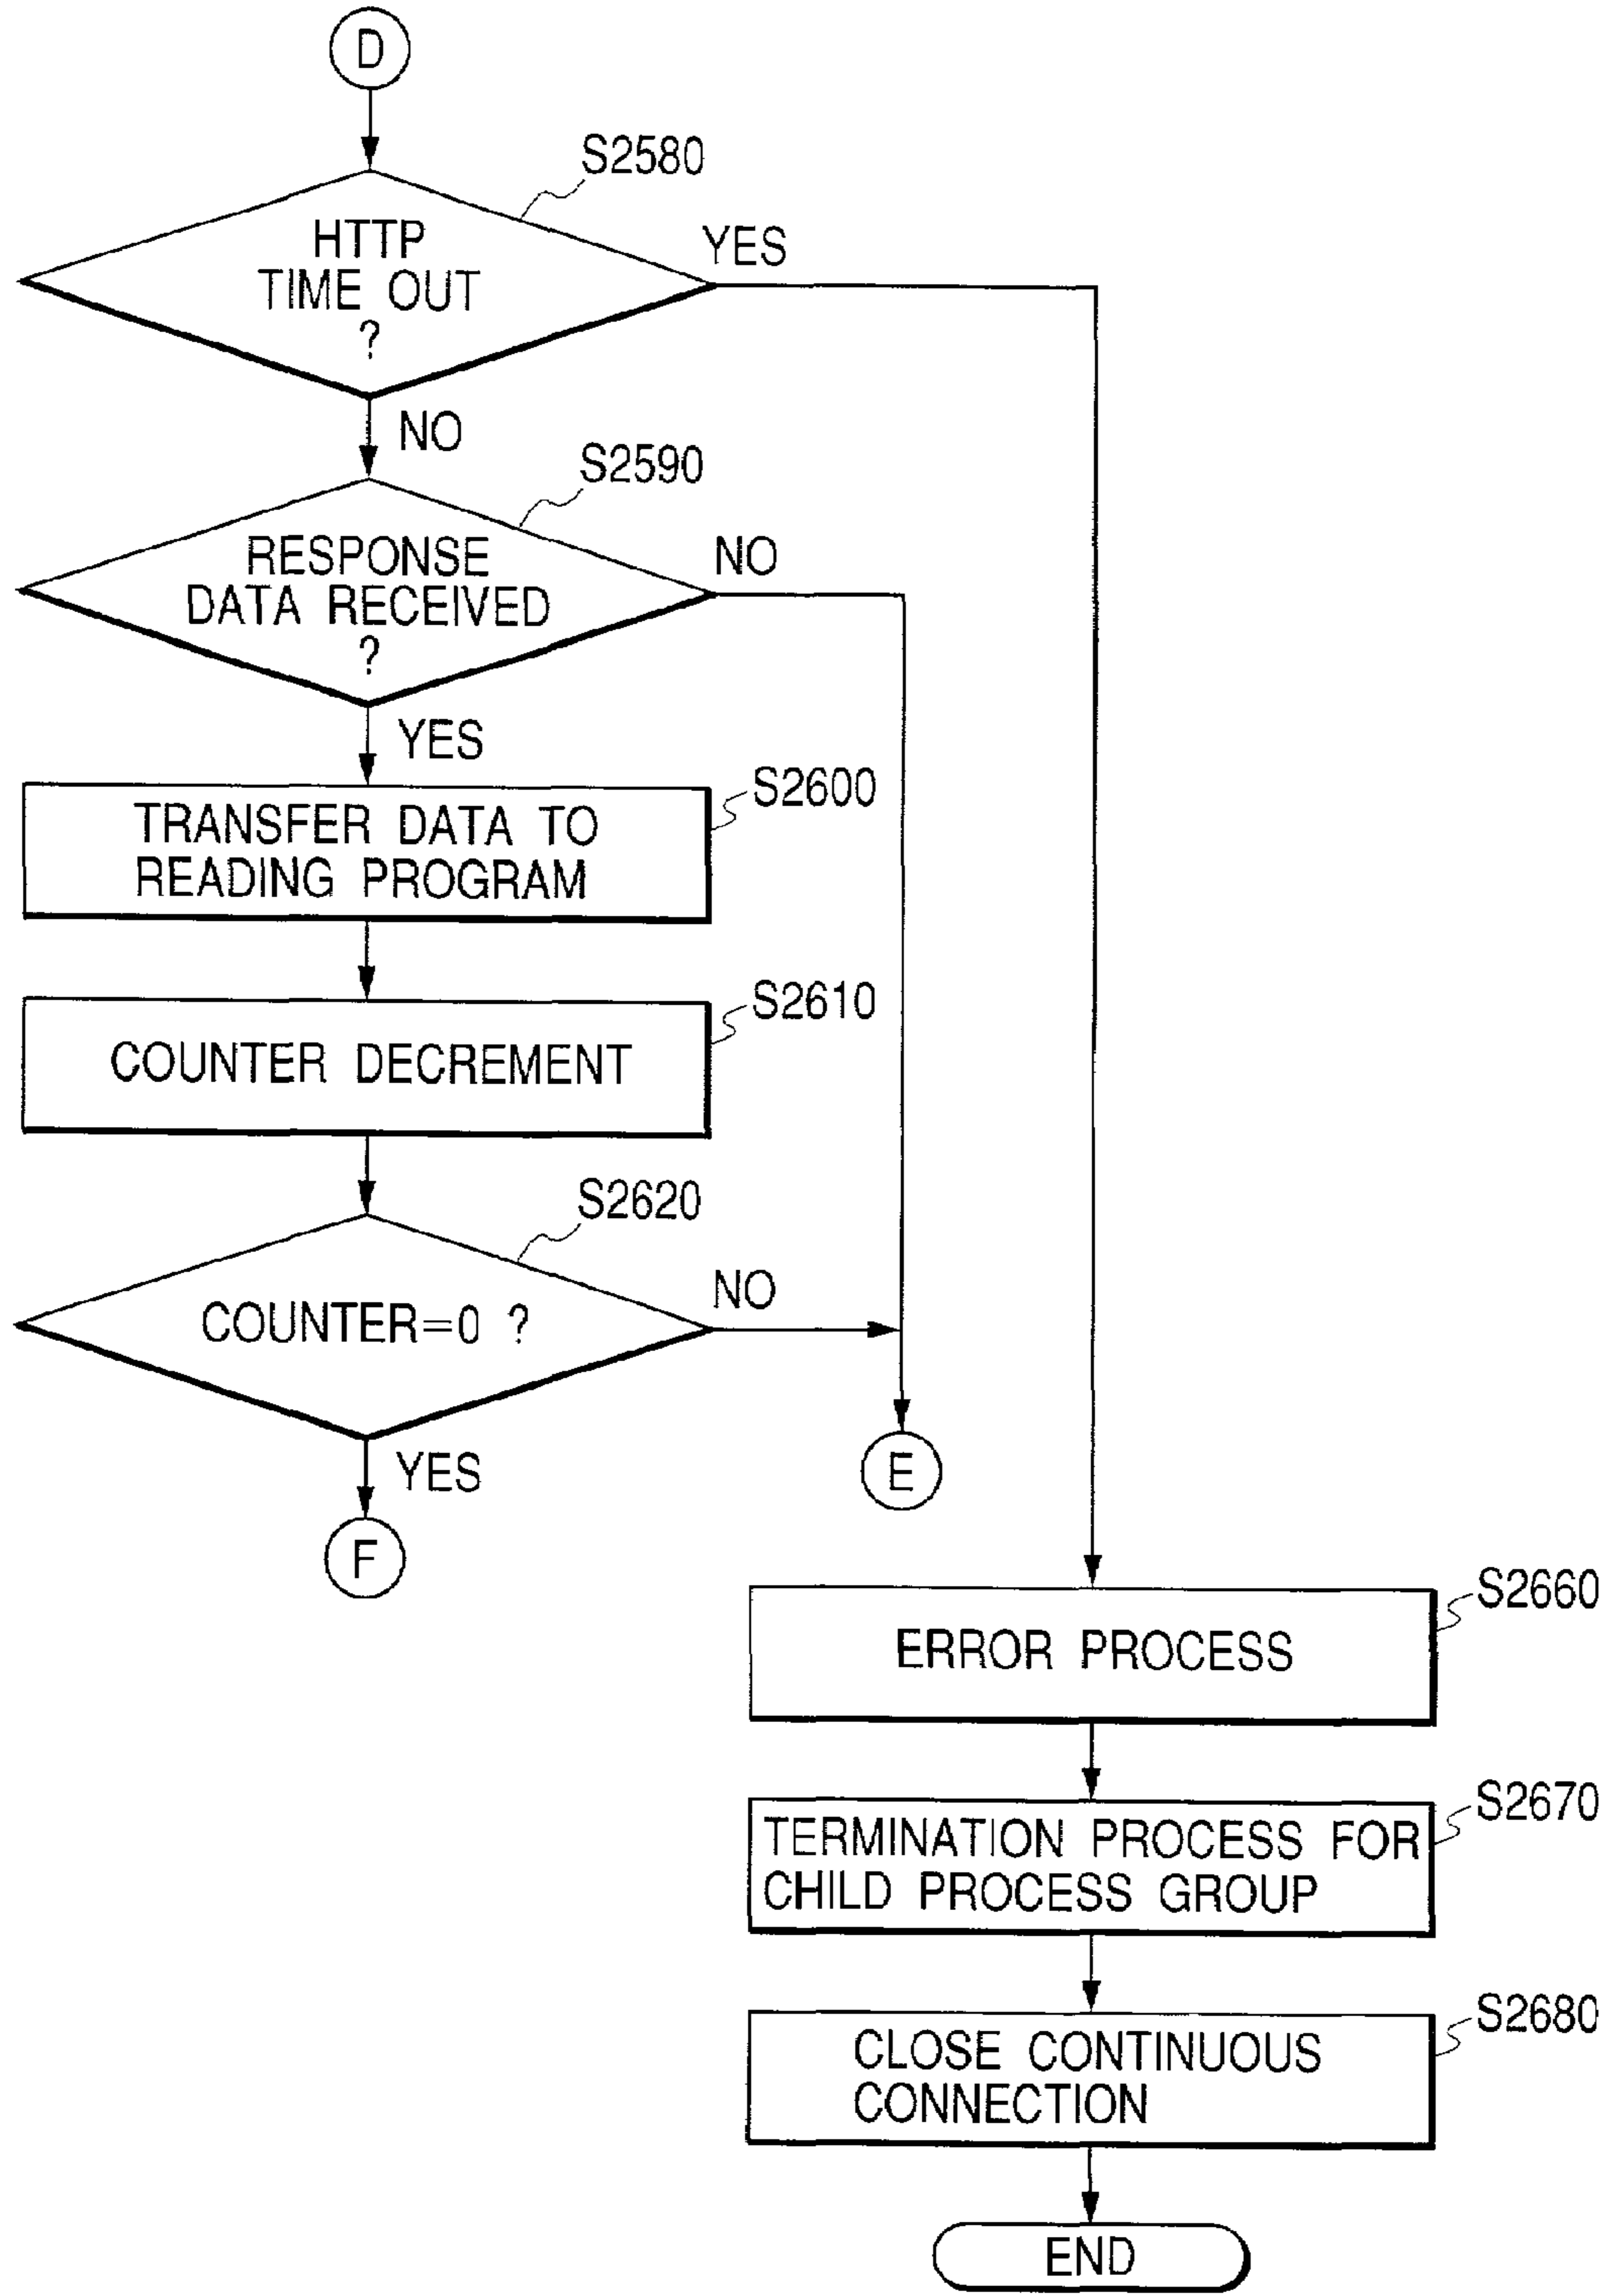 D
S2580
HTTP
TIME OUT
?
YES
NO
S2590
RESPONSE
DATA RECEIVED
?
NO
YES
S2600
TRANSFER DATA TO
READING PROGRAM
S2610
COUNTER DECREMENT
S2620
COUNTER=0 ?
NO
YES
E
F
S2660
ERROR PROCESS
S2670
TERMINATION PROCESS FOR
CHILD PROCESS GROUP
S2680
CLOSE CONTINUOUS
CONNECTION
END